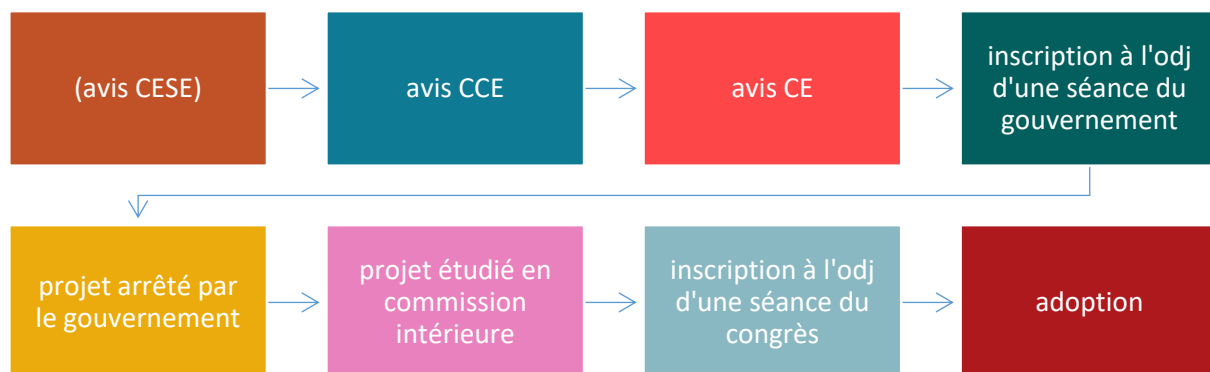 (avis CESE)
avis CCE
avis CE
inscription à l'odj
d'une séance du
gouvernement
projet arrêté par
le gouvernement
projet étudié en
commission
intérieure
inscription à l'odj
d'une séance du
congrès
adoption